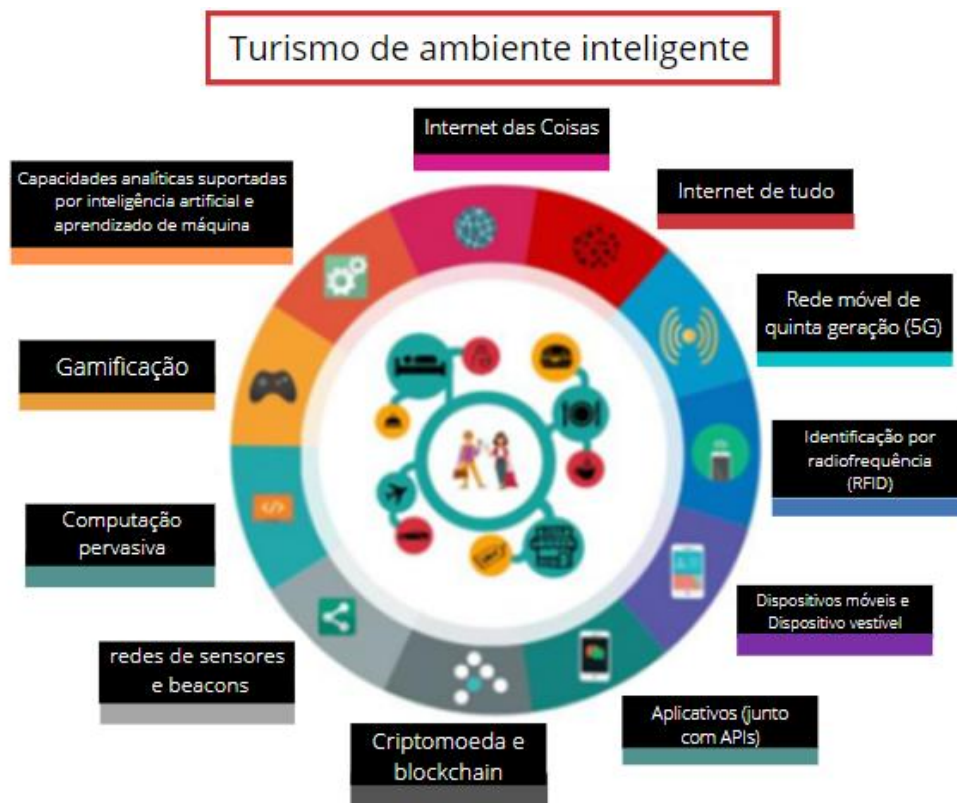 Turismo de ambiente inteligente
Internet das Coisas
Internet de tudo
Rede móvel de
quinta geração (5G)
Identificação por
radiofrequência
(RFID)
Dispositivos móveis e
Dispositivo vestível
Aplicativos (junto
com APIs)
Criptomoeda e
blockchain
redes de sensores
e beacons
Computação
pervasiva
Gamificação
Capacidades analíticas suportadas
por inteligência artificial e
aprendizado de máquina